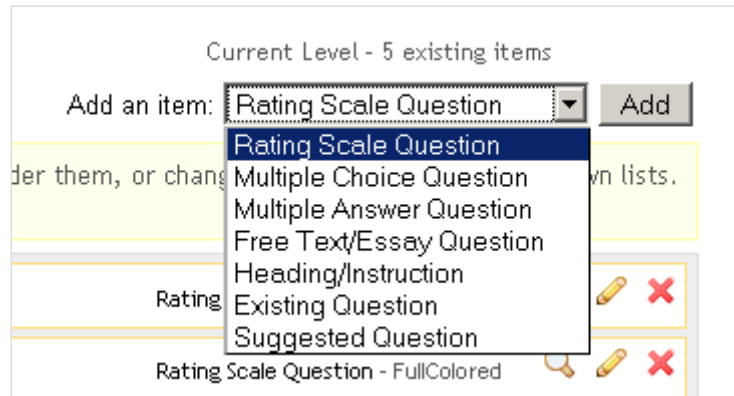 Current Level - 5 existing items
Add an item: Rating Scale Question Add
Rating Scale Question
der them, or chang
Multiple Choice Question
vn lists.
Multiple Answer Question
Free Text/Essay Question
Heading/Instruction
Rating
Existing Question
Suggested Question
Rating Scale Question - FullColored